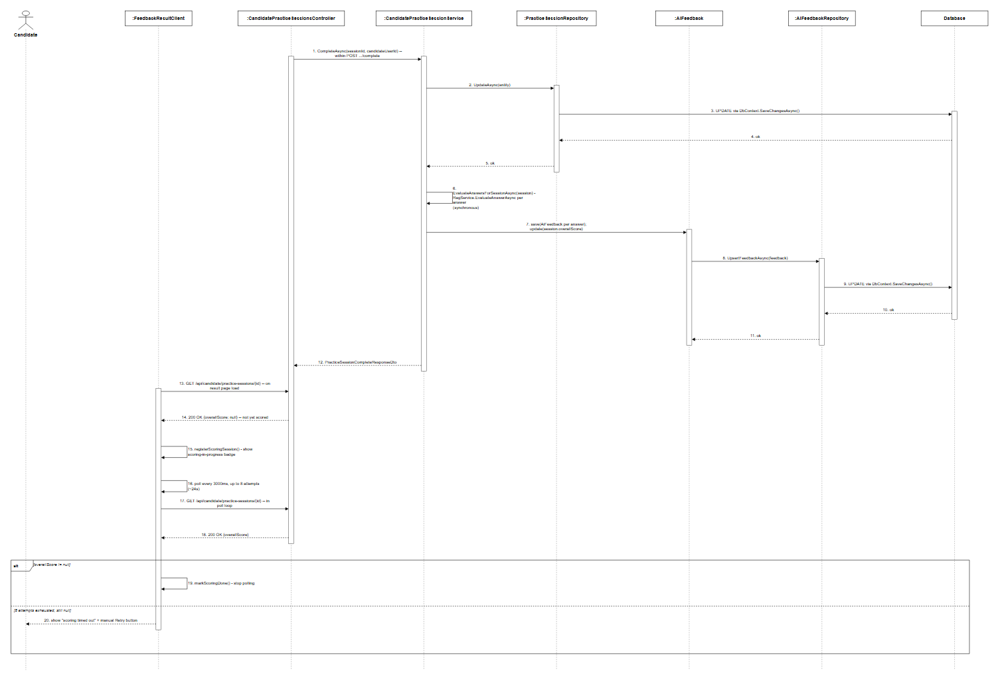 :FeedbackResultClient
:CandidatePracticeSessionsController
:CandidatePracticeSessionService
:PracticeSessionRepository
:AIFeedback
:AIFeedbackRepository
Database
Candidate
1. CompleteAsync(sessionId, candidateUserId) --
within POST .../complete
2. UpdateAsync(entity)
3. UPDATE via DbContext.SaveChangesAsync()
4. ok
5. ok
6.
EvaluateAnswersForSessionAsync(session) -
RagService.EvaluateAnswerAsync per
answer
(synchronous)
7. save(AIFeedback per answer);
update(session.overallScore)
8. UpsertFeedbackAsync(feedback)
9. UPDATE via DbContext.SaveChangesAsync()
10. ok
11. ok
12. PracticeSessionCompleteResponseDto
13. GET /api/candidate/practice-sessions/{id} -- on
result page load
14. 200 OK (overallScore: null) -- not yet scored
15. registerScoringSession() - show
scoring-in-progress badge
16. poll every 3000ms, up to 8 attempts
(~24s)
17. GET /api/candidate/practice-sessions/{id} -- in
poll loop
18. 200 OK (overallScore)
alt
[overallScore != null]
19. markScoringDone() - stop polling
[8 attempts exhausted, still null]
20. show "scoring timed out" + manual Retry button